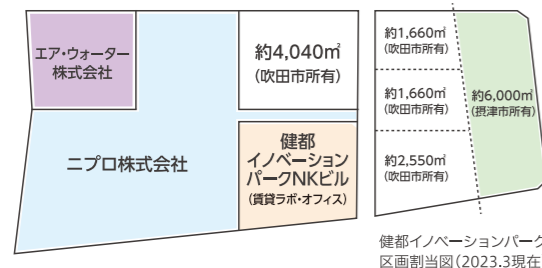 エア・ウォーター
株式会社
約4,040㎡
(吹田市所有)
ニプロ株式会社
健都
イノベーション
パークNKビル
(賃貸ラボ・オフィス)
約1,660㎡
(吹田市所有)
約1,660㎡
(吹田市所有)
約2,550㎡
(吹田市所有)
約6,000㎡
(摂津市所有)
健都イノベーションパーク
区画割当図(2023.3現在